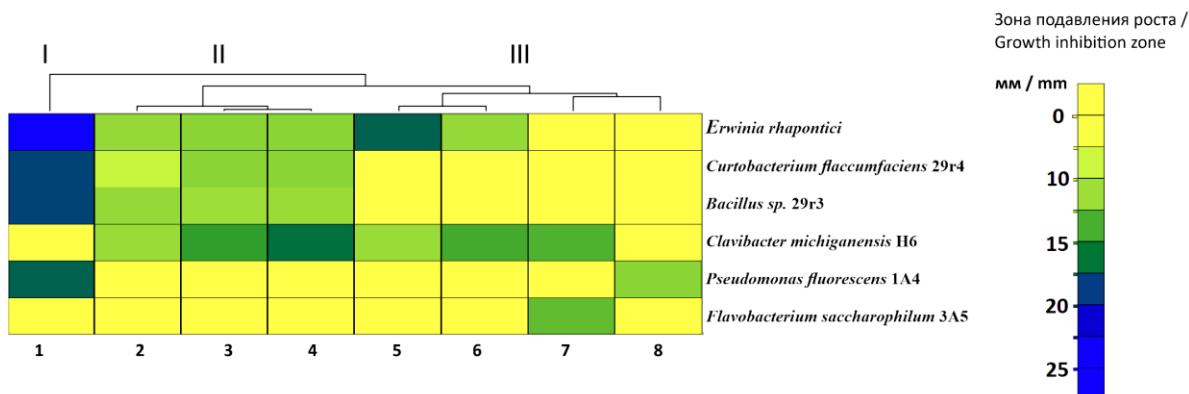 Зона подавления роста /
Growth inhibition zone
I II III
мм / mm
0
10
15
20
25
Erwinia rhapontici
Curtobacterium flaccumfaciens 29r4
Bacillus sp. 29r3
Clavibacter michiganensis H6
Pseudomonas fluorescens 1A4
Flavobacterium saccharophilum 3A5
1 2 3 4 5 6 7 8